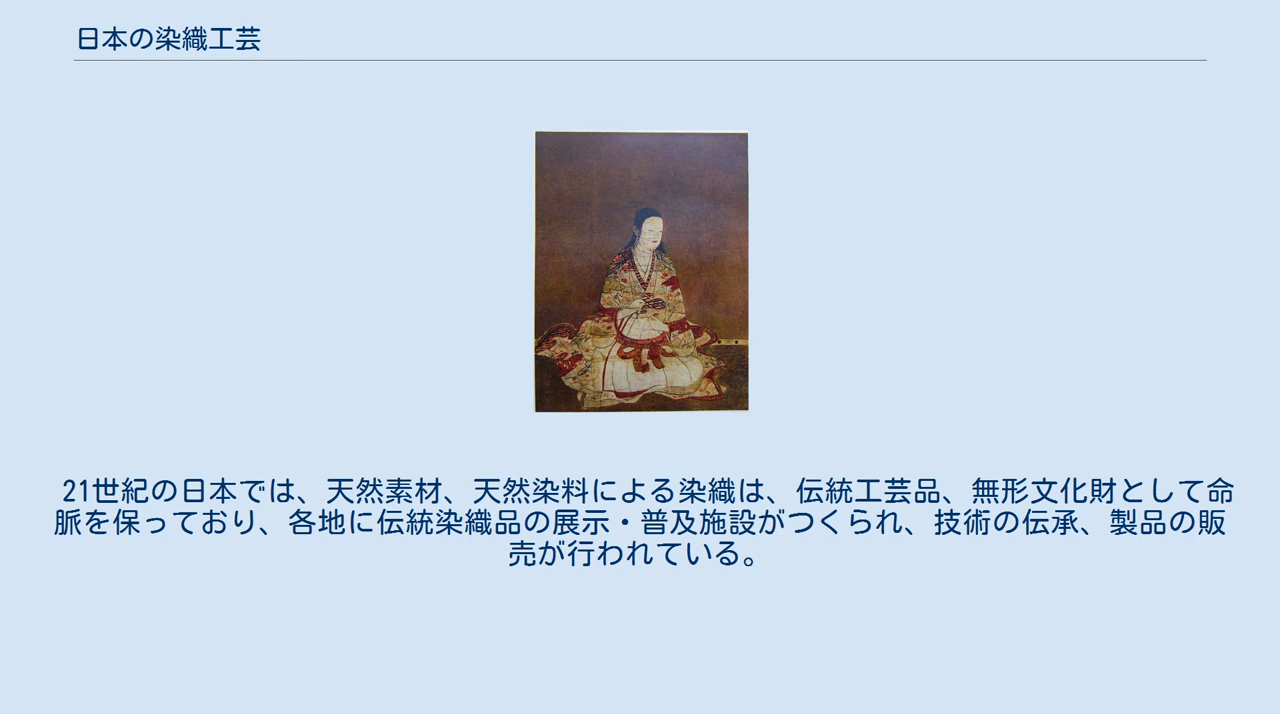 日本の染織工芸
21世紀の日本では、天然素材、天然染料による染織は、伝統工芸品、無形文化財として命
脈を保っており、各地に伝統染織品の展示・普及施設がつくられ、技術の伝承、製品の販
売が行われている。